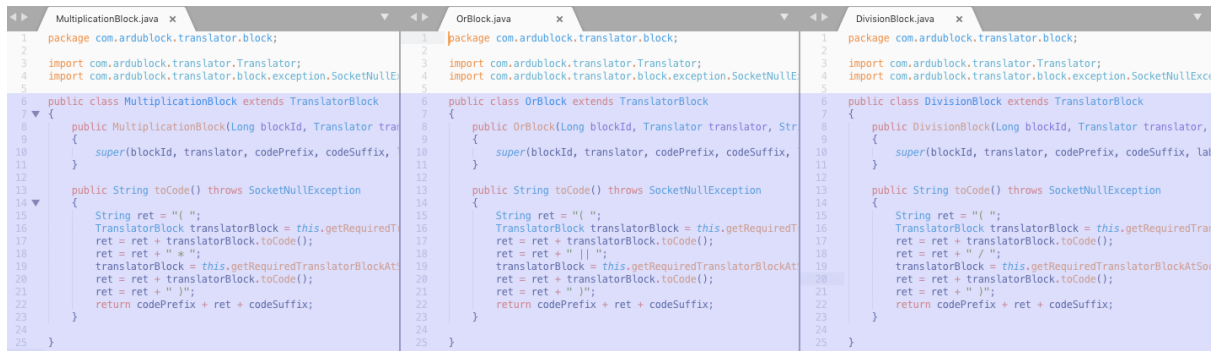 MultiplicationBlock.java x
1 package com.ardublock.translator.block;
2
3 import com.ardublock.translator.Translator;
4 import com.ardublock.translator.block.exception.SocketNullE
5
6 public class MultiplicationBlock extends TranslatorBlock
7 {
8 public MultiplicationBlock(Long blockId, Translator tran
9 {
10 super(blockId, translator, codePrefix, codeSuffix,
11 }
12
13 public String toCode() throws SocketNullException
14 {
15 String ret = "( ";
16 TranslatorBlock translatorBlock = this.getRequiredT
17 ret = ret + translatorBlock.toCode();
18 ret = ret + " * ";
19 translatorBlock = this.getRequiredTranslatorBlockAt
20 ret = ret + translatorBlock.toCode();
21 ret = ret + " )";
22 return codePrefix + ret + codeSuffix;
23 }
24
25 }
OrBlock.java x
1 package com.ardublock.translator.block;
2
3 import com.ardublock.translator.Translator;
4 import com.ardublock.translator.block.exception.SocketNullE
5
6 public class OrBlock extends TranslatorBlock
7 {
8 public OrBlock(Long blockId, Translator translator, Str
9 {
10 super(blockId, translator, codePrefix, codeSuffix,
11 }
12
13 public String toCode() throws SocketNullException
14 {
15 String ret = "( ";
16 TranslatorBlock translatorBlock = this.getRequiredT
17 ret = ret + translatorBlock.toCode();
18 ret = ret + " || ";
19 translatorBlock = this.getRequiredTranslatorBlockAt
20 ret = ret + translatorBlock.toCode();
21 ret = ret + " )";
22 return codePrefix + ret + codeSuffix;
23 }
24
25 }
DivisionBlock.java x
1 package com.ardublock.translator.block;
2
3 import com.ardublock.translator.Translator;
4 import com.ardublock.translator.block.exception.SocketNullExce
5
6 public class DivisionBlock extends TranslatorBlock
7 {
8 public DivisionBlock(Long blockId, Translator translator,
9 {
10 super(blockId, translator, codePrefix, codeSuffix, lab
11 }
12
13 public String toCode() throws SocketNullException
14 {
15 String ret = "( ";
16 TranslatorBlock translatorBlock = this.getRequiredTra
17 ret = ret + translatorBlock.toCode();
18 ret = ret + " / ";
19 translatorBlock = this.getRequiredTranslatorBlockAtSoc
20 ret = ret + translatorBlock.toCode();
21 ret = ret + " )";
22 return codePrefix + ret + codeSuffix;
23 }
24
25 }